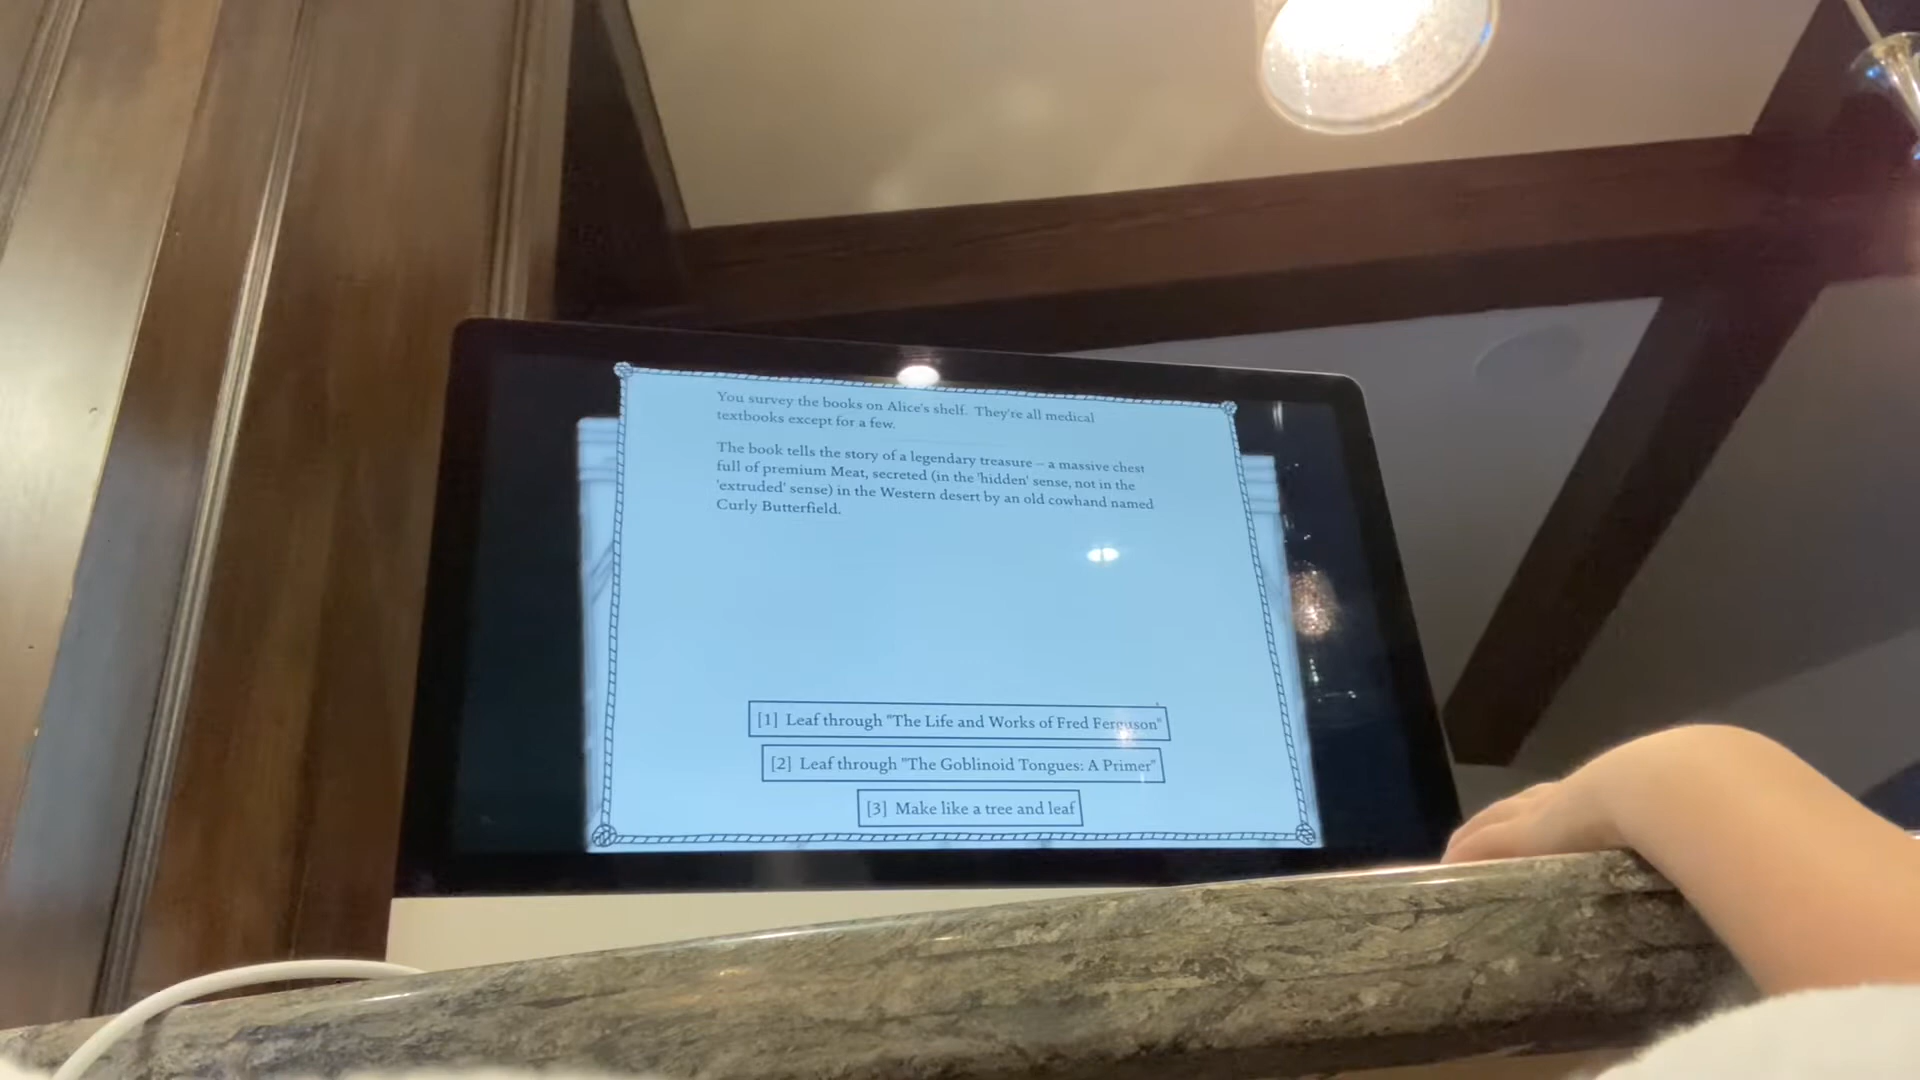 You survey the books on Alice's shelf. They're all medical
textbooks except for a few.
The book tells the story of a legendary treasure – a massive chest
full of premium Meat, secreted (in the 'hidden' sense, not in the
'extruded' sense) in the Western desert by an old cowhand named
Curly Butterfield.
[1] Leaf through "The Life and Works of Fred Ferguson"
[2] Leaf through "The Goblinoid Tongues: A Primer"
[3] Make like a tree and leaf